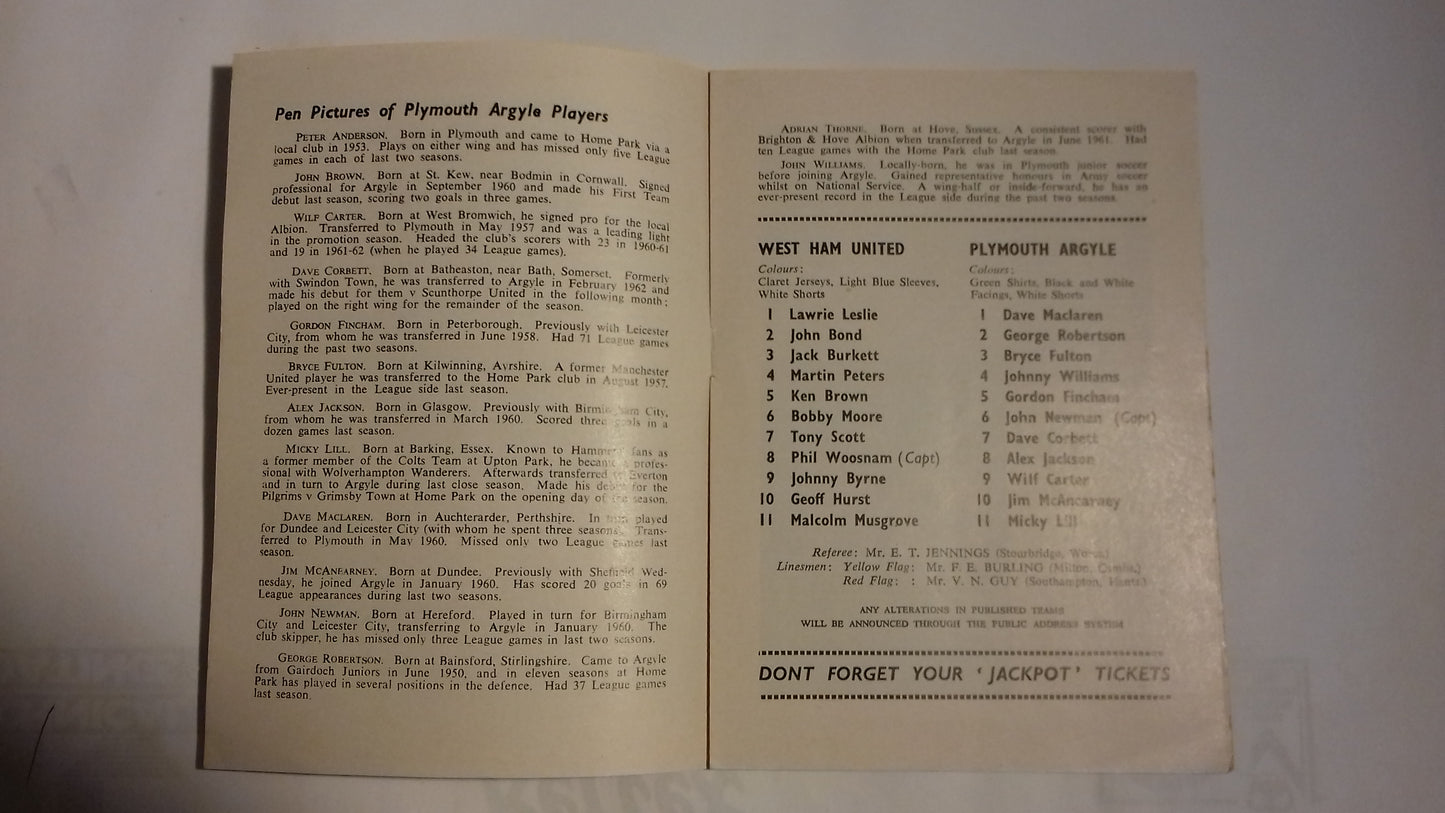 Pen Pictures of Plymouth Argyle Players
PETER ANDERSON. Born in Plymouth and came to Home Park via a
local club in 1953. Plays on either wing and has missed only five League
games in each of last two seasons.
JOHN BROWN. Born at St. Kew, near Bodmin in Cornwall. Signed
professional for Argyle in September 1960 and made his First Team
debut last season, scoring two goals in three games.
WILF CARTER. Born at West Bromwich, he signed pro for the local
Albion. Transferred to Plymouth in May 1957 and was a leading light
in the promotion season. Headed the club's scorers with 23 in 1960-61
and 19 in 1961-62 (when he played 34 League games).
DAVE CORBETT. Born at Batheaston, near Bath, Somerset. Formerly
with Swindon Town, he was transferred to Argyle in February 1962 and
made his debut for them v Scunthorpe United in the following month;
played on the right wing for the remainder of the season.
GORDON FINCHAM. Born in Peterborough. Previously with Leicester
City, from whom he was transferred in June 1958. Had 71 League games
during the past two seasons.
BRYCE FULTON. Born at Kilwinning, Ayrshire. A former Manchester
United player he was transferred to the Home Park club in August 1957.
Ever-present in the League side last season.
ALEX JACKSON. Born in Glasgow. Previously with Birmingham City,
from whom he was transferred in March 1960. Scored three goals in a
dozen games last season.
MICKY LILL. Born at Barking, Essex. Known to Hammers' fans as
a former member of the Colts Team at Upton Park, he became a profes-
sional with Wolverhampton Wanderers. Afterwards transferred to Everton
and in turn to Argyle during last close season. Made his debut for the
Pilgrims v Grimsby Town at Home Park on the opening day of the season.
DAVE MACLAREN. Born in Auchterarder, Perthshire. In turn played
for Dundee and Leicester City (with whom he spent three seasons). Trans-
ferred to Plymouth in May 1960. Missed only two League games last
season.
JIM MCANEARNEY. Born at Dundee. Previously with Sheffield Wed-
nesday, he joined Argyle in January 1960. Has scored 20 goals in 69
League appearances during last two seasons.
JOHN NEWMAN. Born at Hereford. Played in turn for Birmingham
City and Leicester City, transferring to Argyle in January 1960. The
club skipper, he has missed only three League games in last two seasons.
GEORGE ROBERTSON. Born at Bainsford, Stirlingshire. Came to Argyle
from Gairdoch Juniors in June 1950, and in eleven seasons at Home
Park has played in several positions in the defence. Had 37 League games
last season.
ADRIAN THORNE. Born at Hove, Sussex. A consistent scorer with
Brighton & Hove Albion when transferred to Argyle in June 1961. Had
ten League games with the Home Park club last season.
JOHN WILLIAMS. Locally-born, he was in Plymouth junior soccer
before joining Argyle. Gained representative honours in Army soccer
whilst on National Service. A wing-half or inside-forward, he has an
ever-present record in the League side during the past two seasons.
WEST HAM UNITED
Colours:
Claret Jerseys, Light Blue Sleeves,
White Shorts
1 Lawrie Leslie
2 John Bond
3 Jack Burkett
4 Martin Peters
5 Ken Brown
6 Bobby Moore
7 Tony Scott
8 Phil Woosnam (Capt)
9 Johnny Byrne
10 Geoff Hurst
11 Malcolm Musgrove
PLYMOUTH ARGYLE
Colours:
Green Shirts, Black and White
Facings, White Shorts
1 Dave Maclaren
2 George Robertson
3 Bryce Fulton
4 Johnny Williams
5 Gordon Fincham
6 John Newman (Capt)
7 Dave Corbett
8 Alex Jackson
9 Wilf Carter
10 Jim McAnearney
11 Micky Lill
Referee: Mr. E. T. JENNINGS (Stourbridge, Worcs.)
Linesmen: Yellow Flag: Mr. F. E. BURLING (Milton, Cambs.)
Red Flag: : Mr. V. N. GUY (Southampton, Hants.)
ANY ALTERATIONS IN PUBLISHED TEAMS
WILL BE ANNOUNCED THROUGH THE PUBLIC ADDRESS SYSTEM
DONT FORGET YOUR 'JACKPOT' TICKETS